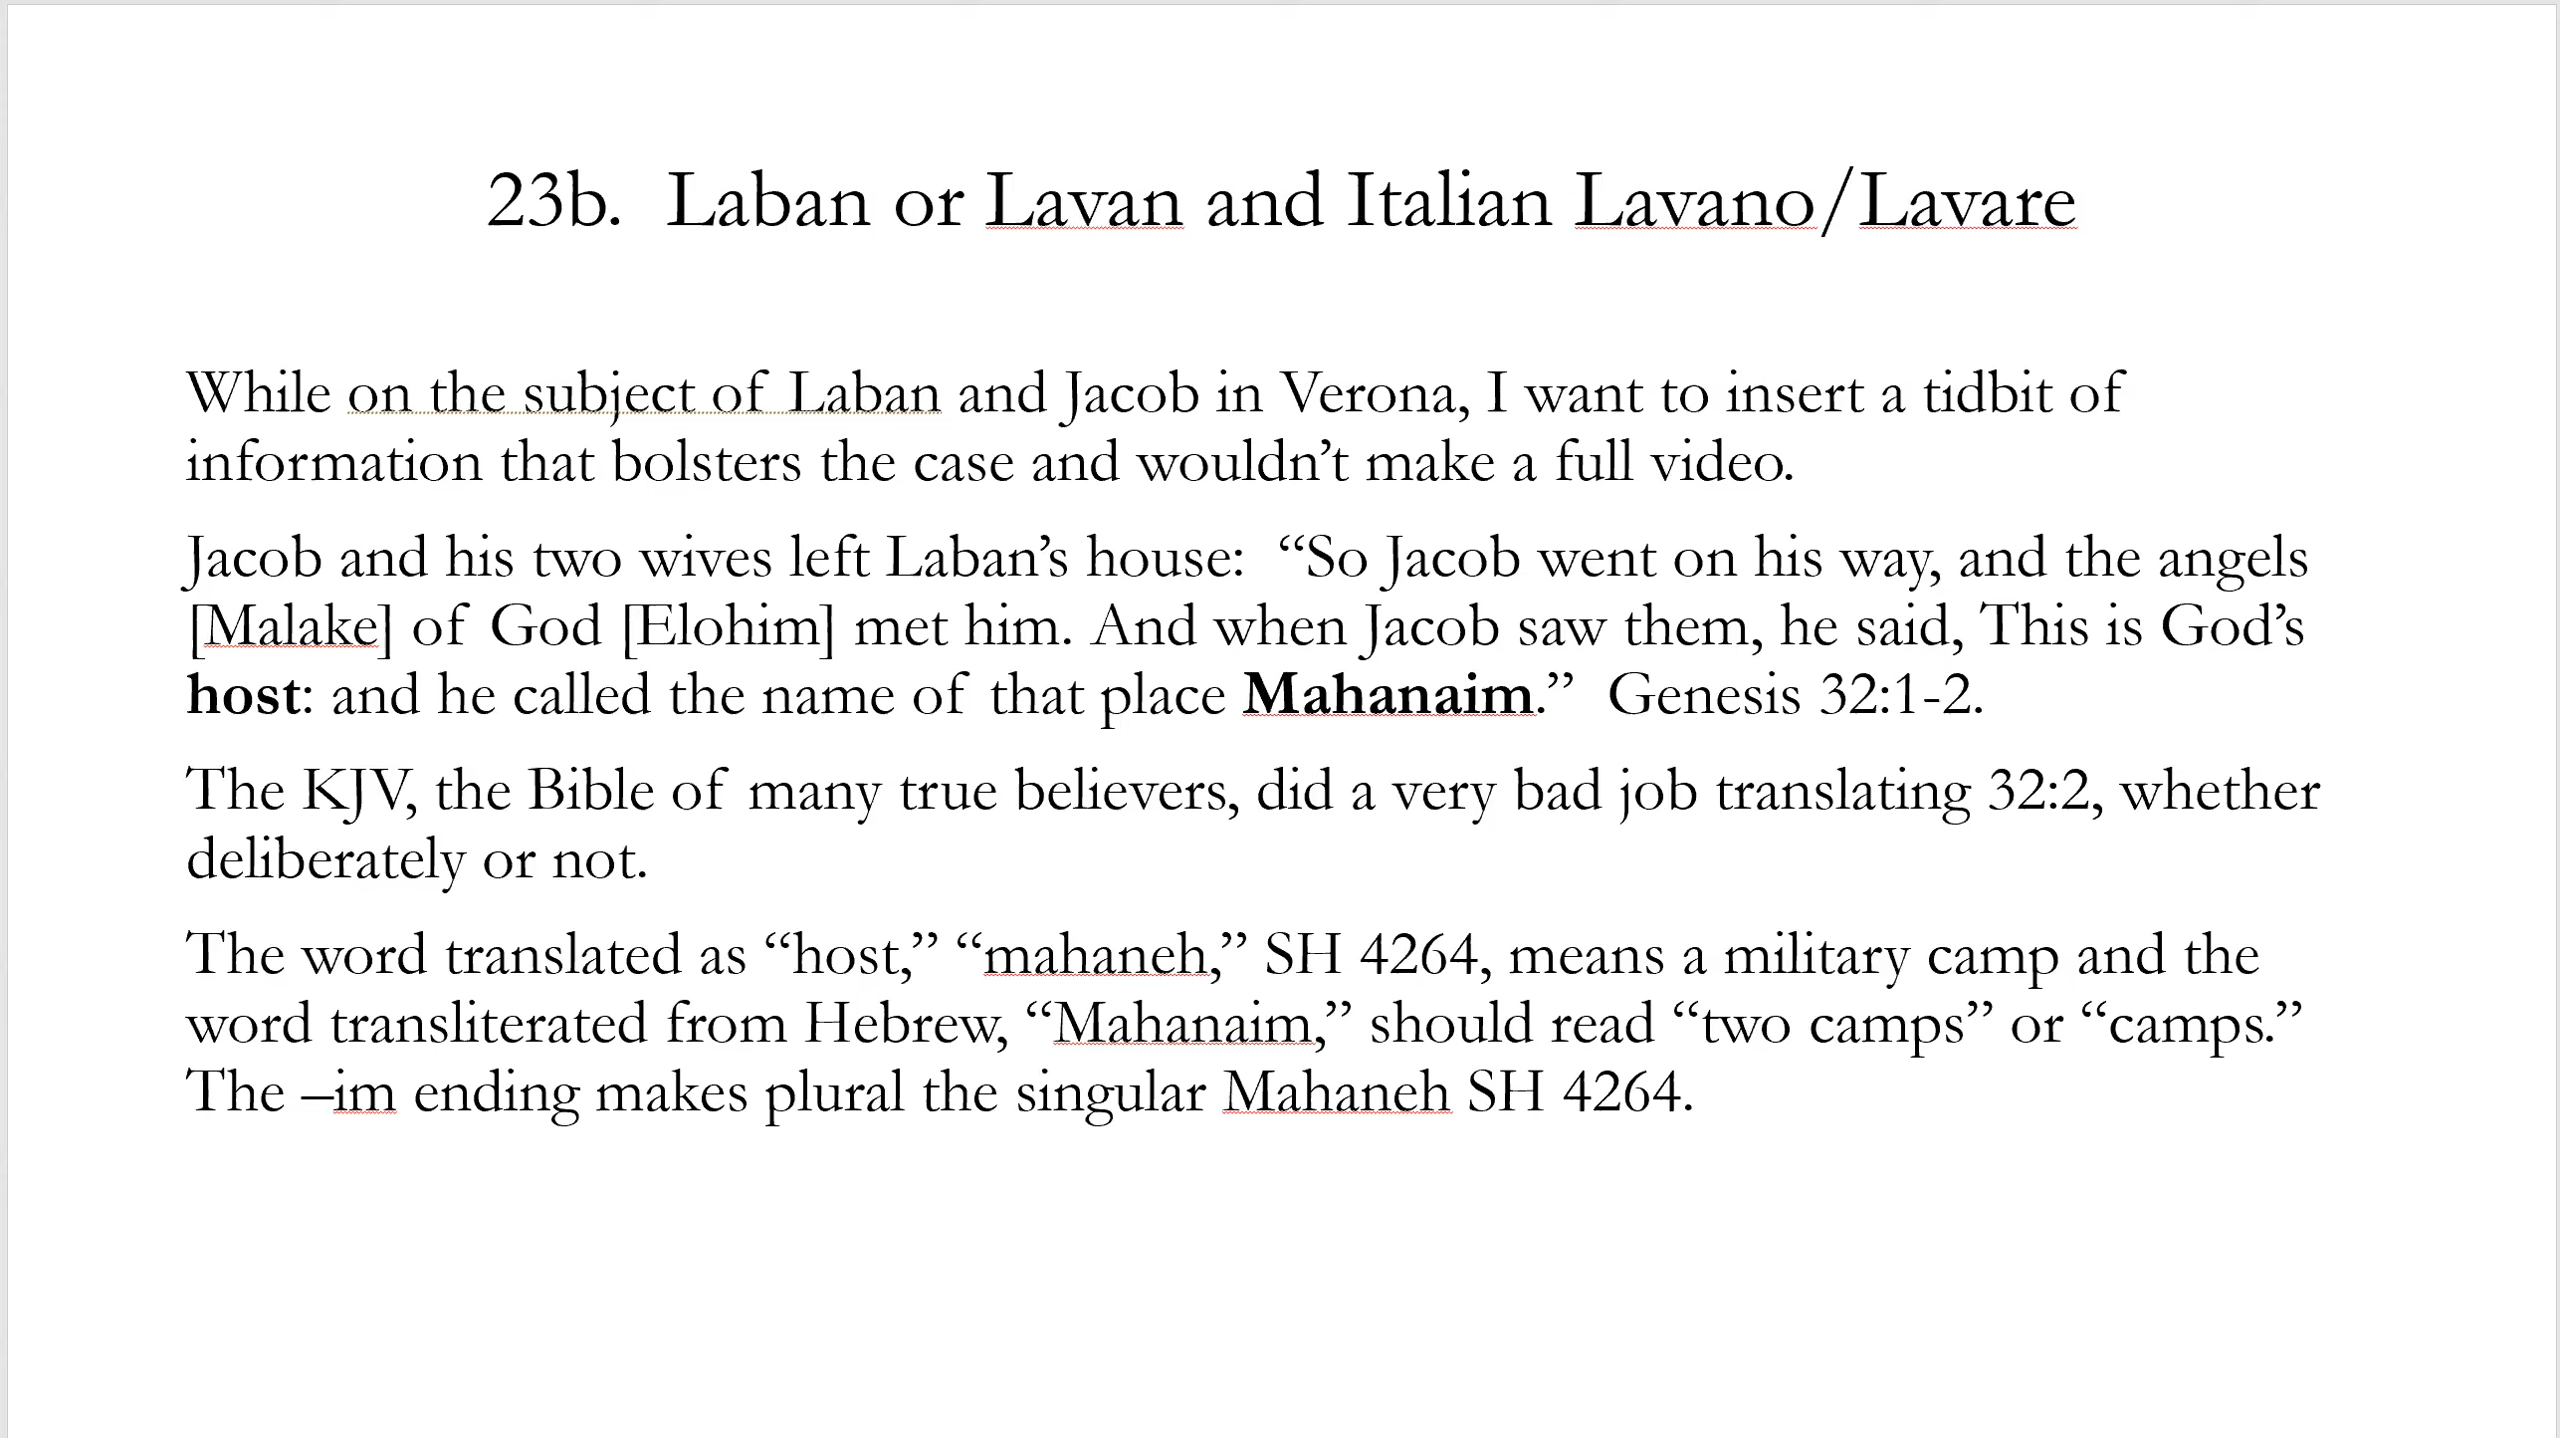 23b.  Laban or Lavan and Italian Lavano/Lavare
While on the subject of Laban and Jacob in Verona, I want to insert a tidbit of
information that bolsters the case and wouldn’t make a full video.
Jacob and his two wives left Laban’s house:  “So Jacob went on his way, and the angels
[Malake] of God [Elohim] met him. And when Jacob saw them, he said, This is God’s
host: and he called the name of that place Mahanaim.”  Genesis 32:1-2.
The KJV, the Bible of many true believers, did a very bad job translating 32:2, whether
deliberately or not.
The word translated as “host,” “mahaneh,” SH 4264, means a military camp and the
word transliterated from Hebrew, “Mahanaim,” should read “two camps” or “camps.”
The –im ending makes plural the singular Mahaneh SH 4264.